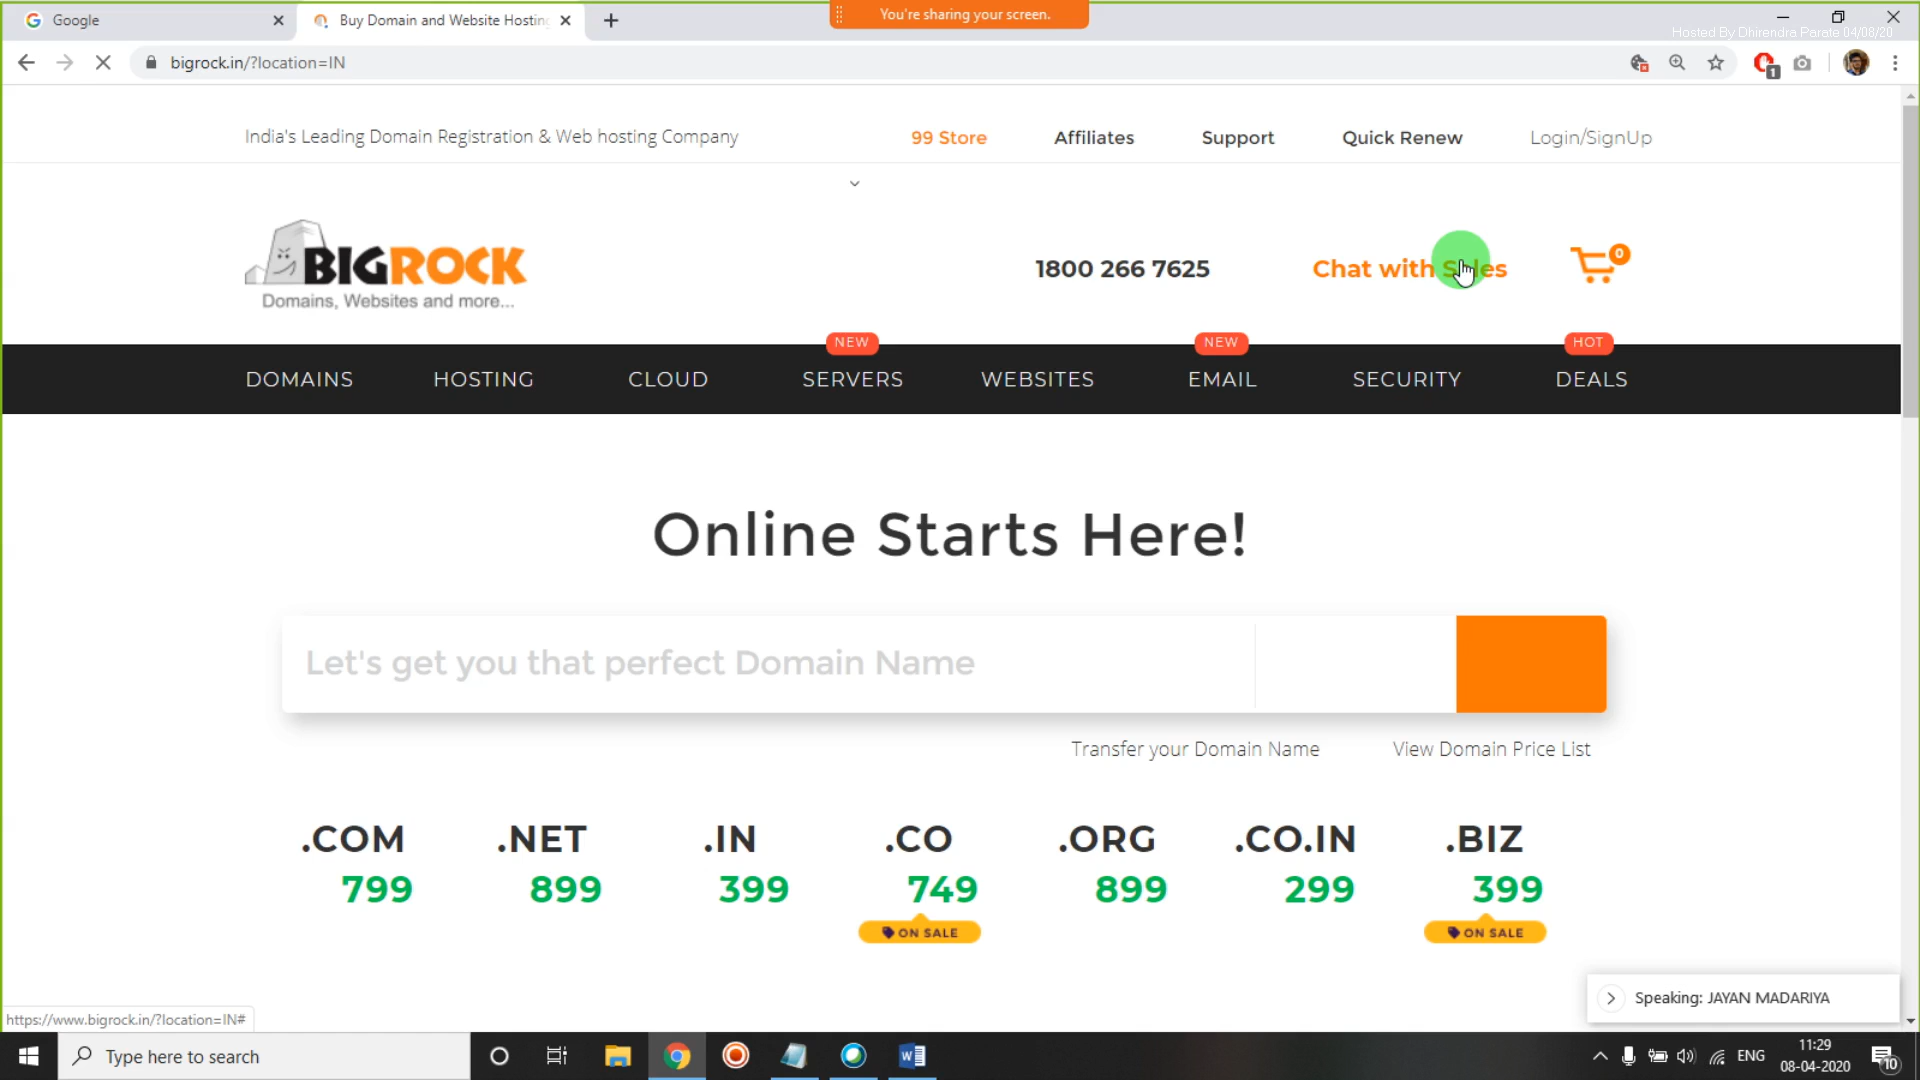 Google
Buy Domain and Website Hosting
You're sharing your screen.
Hosted By Dhirendra Parate 04/08/20
bigrock.in/?location=IN
1
India's Leading Domain Registration & Web hosting Company
99 Store
Affiliates
Support
Quick Renew
Login/SignUp
BIGROCK
Domains, Websites and more...
1800 266 7625
Chat with Sales
0
NEW
NEW
HOT
DOMAINS
HOSTING
CLOUD
SERVERS
WEBSITES
EMAIL
SECURITY
DEALS
Online Starts Here!
Let's get you that perfect Domain Name
Transfer your Domain Name
View Domain Price List
.COM
.NET
.IN
.CO
.ORG
.CO.IN
.BIZ
799
899
399
749
899
299
399
ON SALE
ON SALE
Speaking: JAYAN MADARIYA
https://www.bigrock.in/?location=IN#
Type here to search
ENG
11:29
08-04-2020
10